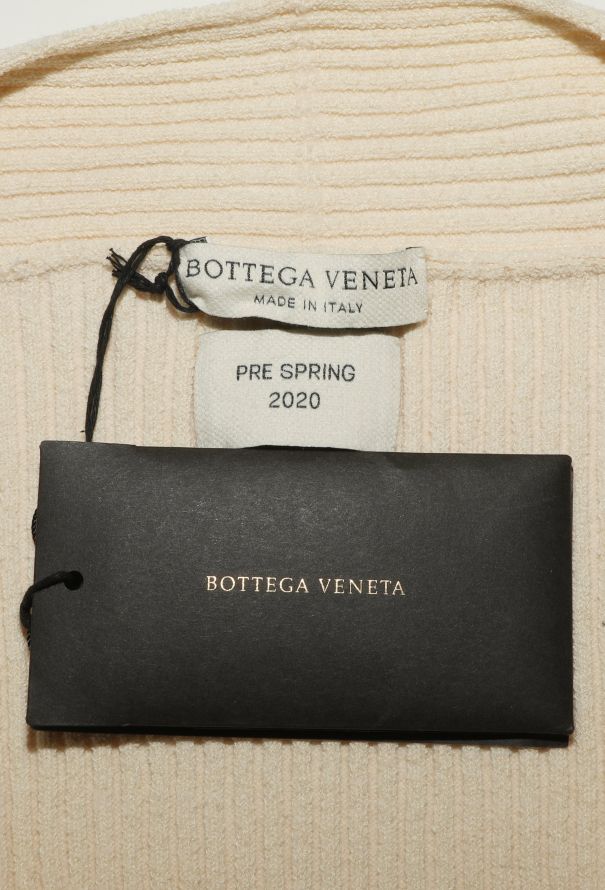 BOTTEGA VENETA
MADE IN ITALY
PRE SPRING
2020
BOTTEGA VENETA